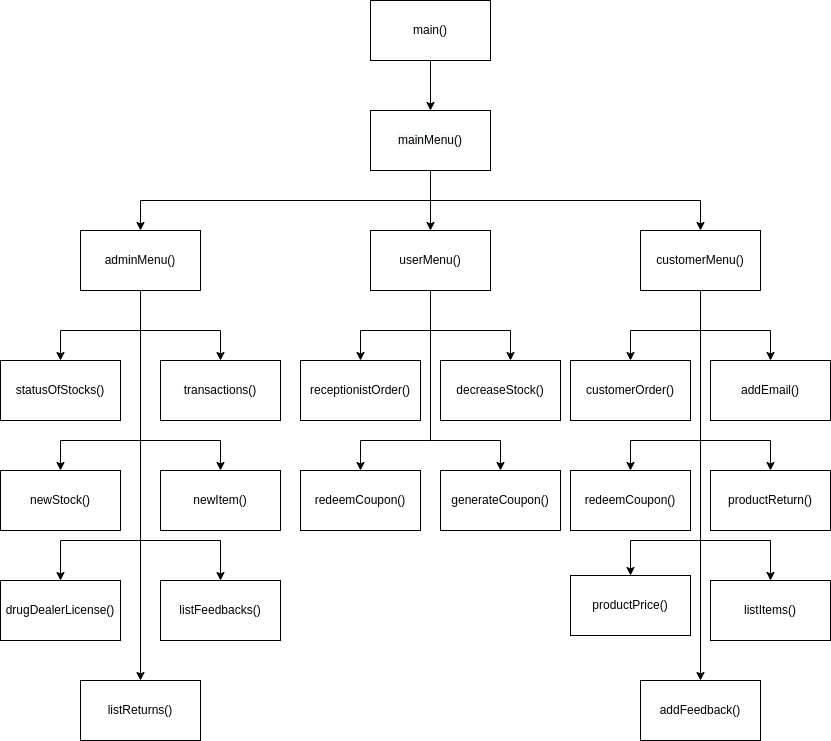 main()
mainMenu()
adminMenu()
userMenu()
customerMenu()
statusOfStocks()
transactions()
receptionistOrder()
decreaseStock()
customerOrder()
addEmail()
newStock()
newItem()
redeemCoupon()
generateCoupon()
redeemCoupon()
productReturn()
drugDealerLicense()
listFeedbacks()
productPrice()
listItems()
listReturns()
addFeedback()